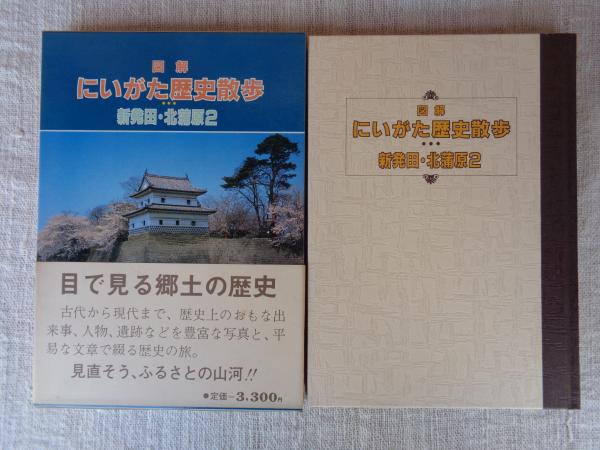 図解
にいがた歴史散歩
新発田・北蒲原2
目で見る郷土の歴史
古代から現代まで、歴史上のおもな出
来事、人物、遺跡などを豊富な写真と、平
易な文章で綴る歴史の旅。
見直そう、ふるさとの山河!!
●定価−3,300円
図解
にいがた歴史散歩
新発田・北蒲原2